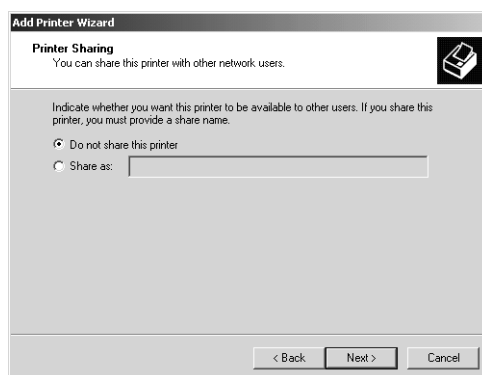 Add Printer Wizard
Printer Sharing
You can share this printer with other network users.
Indicate whether you want this printer to be available to other users. If you share this
printer, you must provide a share name.
Do not share this printer
Share as:
< Back Next > Cancel